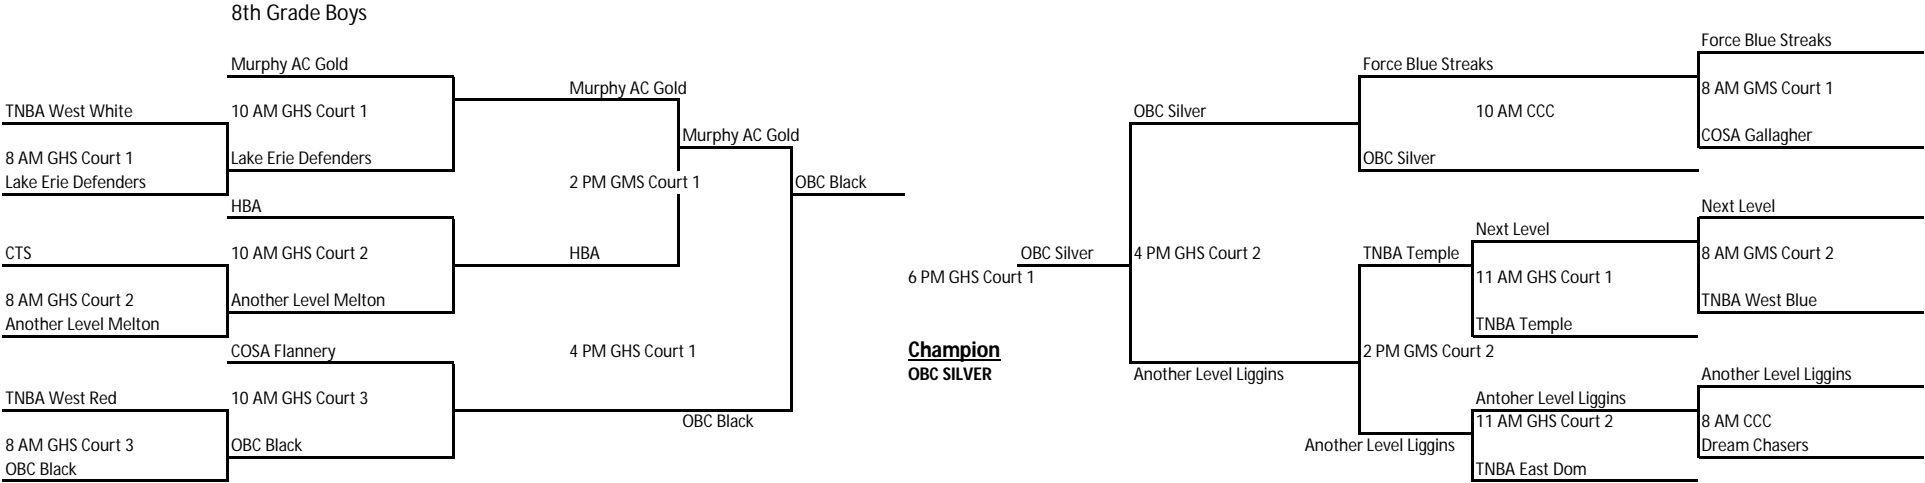 8th Grade Boys
Murphy AC Gold
TNBA West White
10 AM GHS Court 1
8 AM GHS Court 1
Lake Erie Defenders
Lake Erie Defenders
HBA
CTS
10 AM GHS Court 2
8 AM GHS Court 2
Another Level Melton
Another Level Melton
COSA Flannery
TNBA West Red
10 AM GHS Court 3
8 AM GHS Court 3
OBC Black
OBC Black
Murphy AC Gold
2 PM GMS Court 1
HBA
Murphy AC Gold
4 PM GHS Court 1
OBC Black
OBC Black
OBC Silver
6 PM GHS Court 1
Champion
OBC SILVER
OBC Silver
4 PM GHS Court 2
Another Level Liggins
Force Blue Streaks
10 AM CCC
OBC Silver
TNBA Temple
2 PM GMS Court 2
Another Level Liggins
Next Level
11 AM GHS Court 1
TNBA Temple
Antoher Level Liggins
11 AM GHS Court 2
TNBA East Dom
Force Blue Streaks
8 AM GMS Court 1
COSA Gallagher
Next Level
8 AM GMS Court 2
TNBA West Blue
Another Level Liggins
8 AM CCC
Dream Chasers